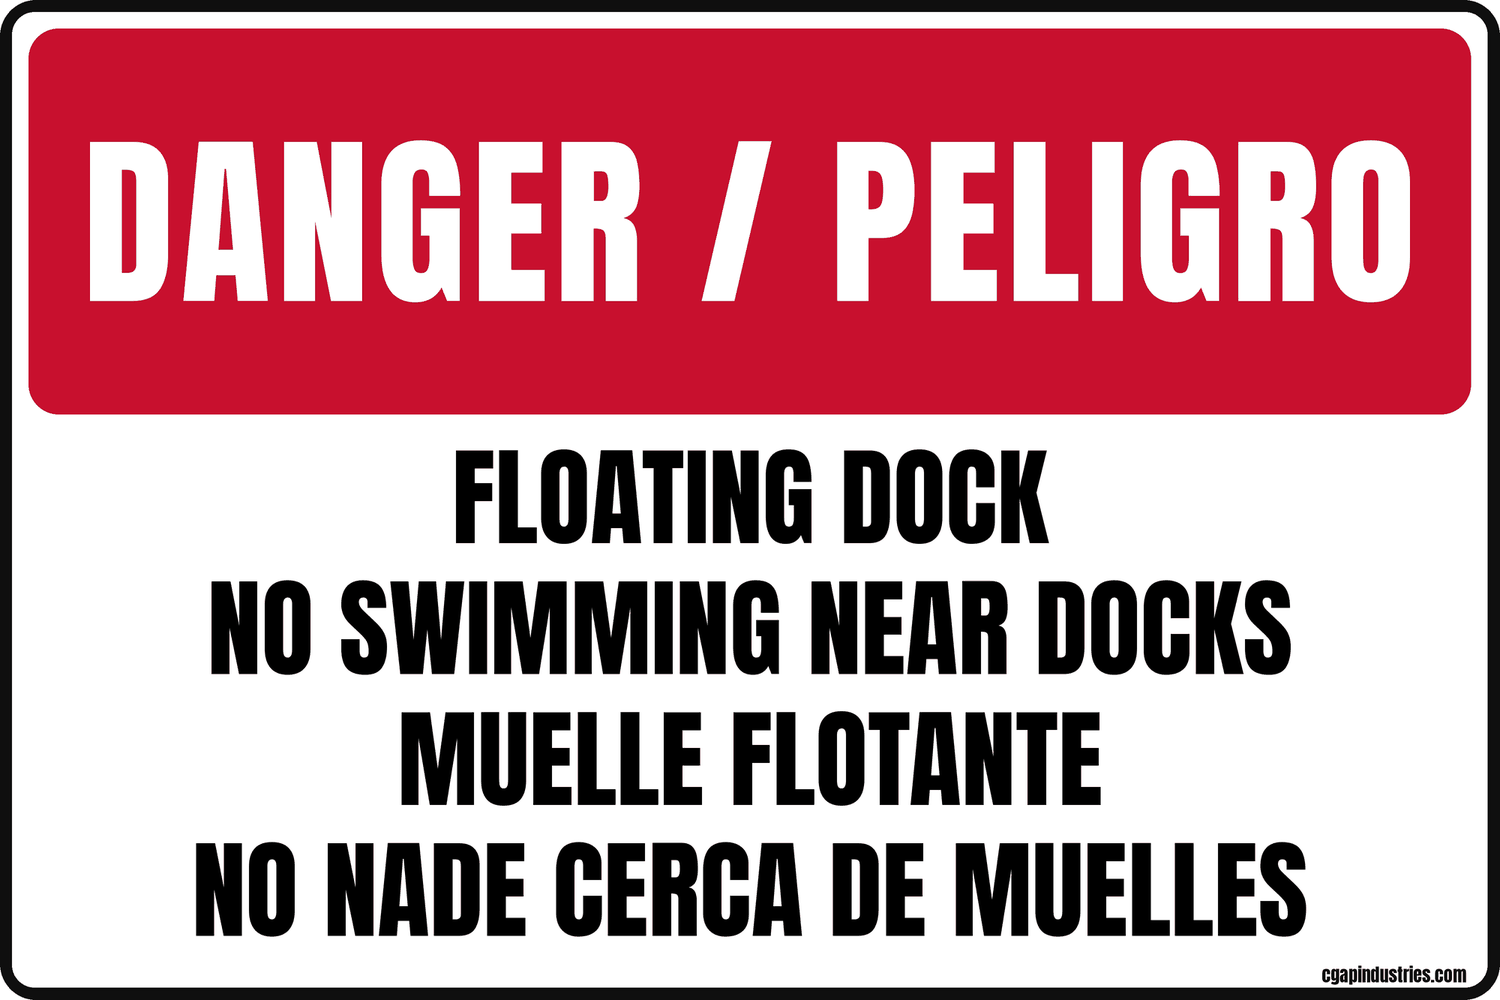 DANGER / PELIGRO
FLOATING DOCK
NO SWIMMING NEAR DOCKS
MUELLE FLOTANTE
NO NADE CERCA DE MUELLES
cgapindustries.com